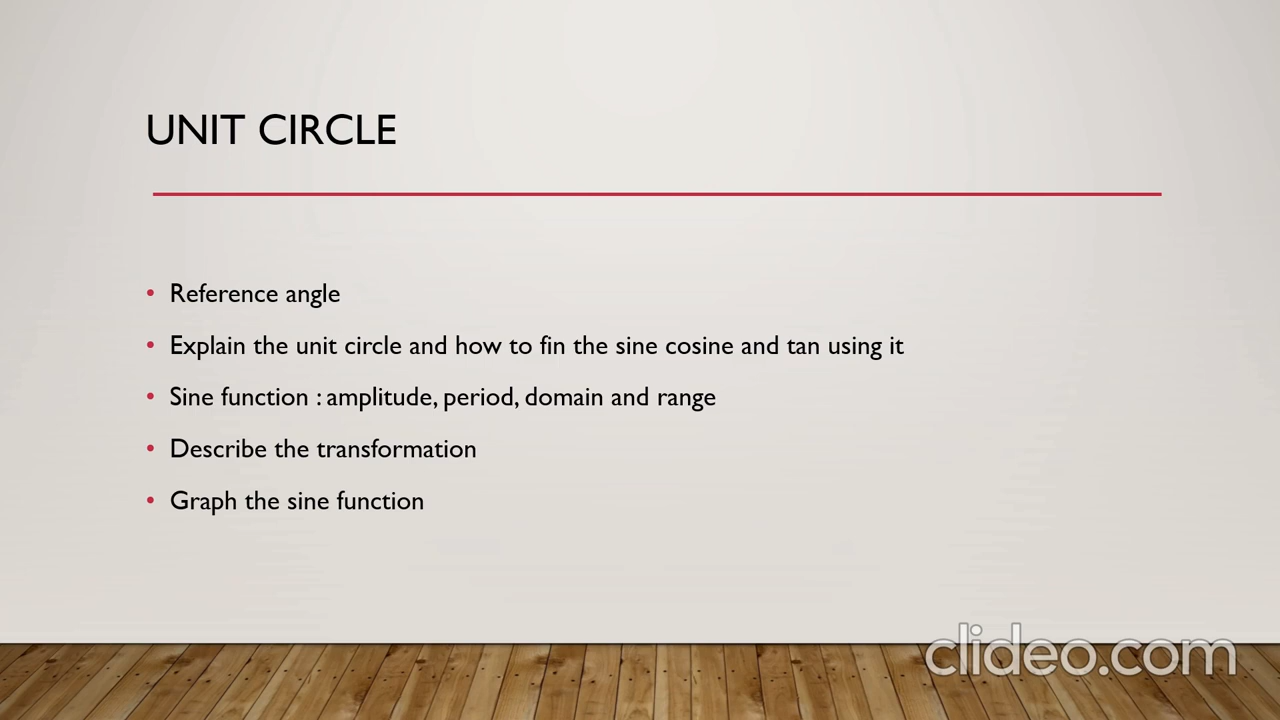 UNIT CIRCLE
• Reference angle
• Explain the unit circle and how to fin the sine cosine and tan using it
• Sine function : amplitude, period, domain and range
• Describe the transformation
• Graph the sine function
clideo.com